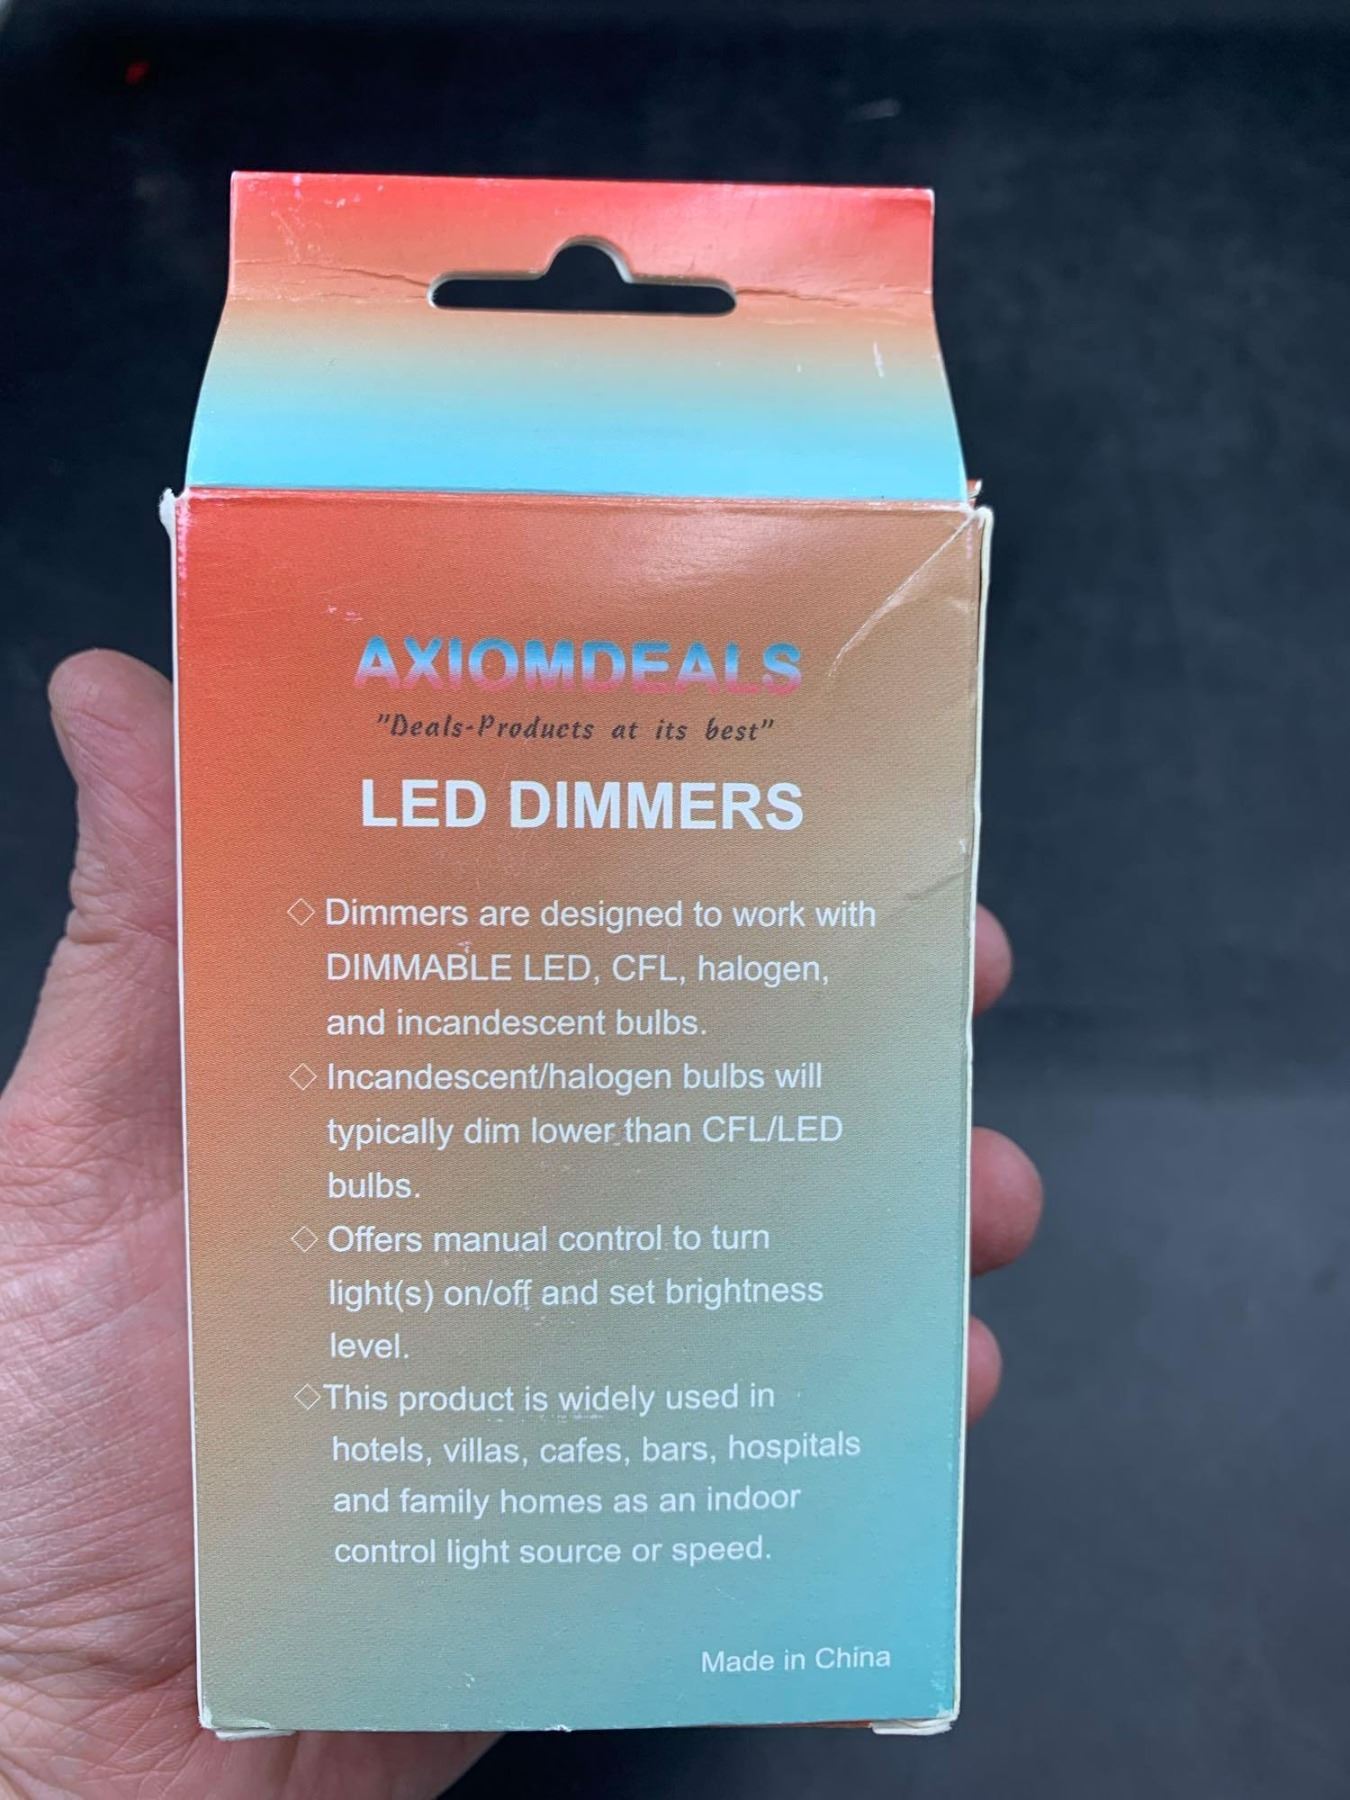 AXIOMDEALS
"Deals-Products at its best"
LED DIMMERS
◇ Dimmers are designed to work with
DIMMABLE LED, CFL, halogen,
and incandescent bulbs.
◇ Incandescent/halogen bulbs will
typically dim lower than CFL/LED
bulbs.
◇ Offers manual control to turn
light(s) on/off and set brightness
level.
◇This product is widely used in
hotels, villas, cafes, bars, hospitals
and family homes as an indoor
control light source or speed.
Made in China